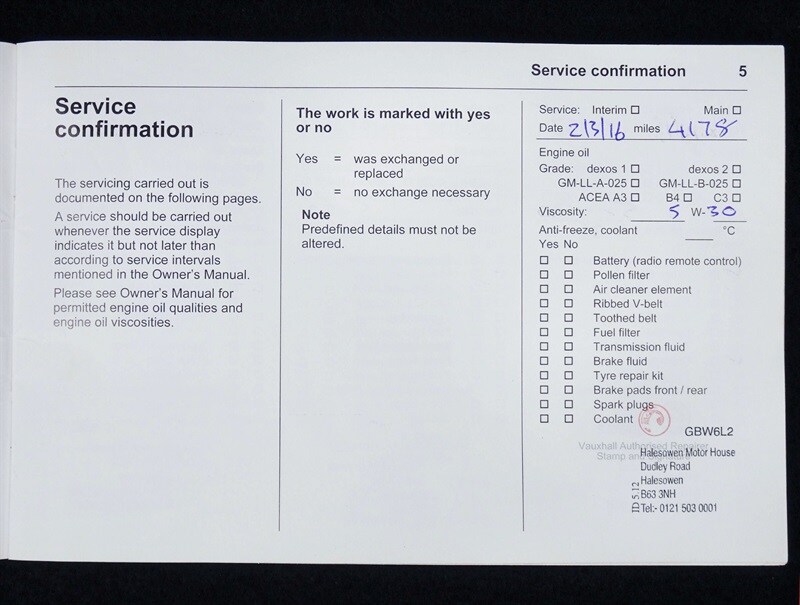 Service confirmation 5
Service
confirmation
The servicing carried out is
documented on the following pages.
A service should be carried out
whenever the service display
indicates it but not later than
according to service intervals
mentioned in the Owner's Manual.
Please see Owner's Manual for
permitted engine oil qualities and
engine oil viscosities.
The work is marked with yes
or no
Yes = was exchanged or
replaced
No = no exchange necessary
Note
Predefined details must not be
altered.
Service: Interim ☐ Main ☐
Date 2/3/16 miles 4178
Engine oil
Grade: dexos 1 ☐ dexos 2 ☐
GM-LL-A-025 ☐ GM-LL-B-025 ☐
ACEA A3 ☐ B4 ☐ C3 ☐
Viscosity: 5 W-30
Anti-freeze, coolant ____ °C
Yes No
☐ ☐ Battery (radio remote control)
☐ ☐ Pollen filter
☐ ☐ Air cleaner element
☐ ☐ Ribbed V-belt
☐ ☐ Toothed belt
☐ ☐ Fuel filter
☐ ☐ Transmission fluid
☐ ☐ Brake fluid
☐ ☐ Tyre repair kit
☐ ☐ Brake pads front / rear
☐ ☐ Spark plugs
☐ ☐ Coolant
GBW6L2
Vauxhall Authorised Repairer
Stamp and
Halesowen Motor House
Dudley Road
Halesowen
B63 3NH
Tel:- 0121 503 0001